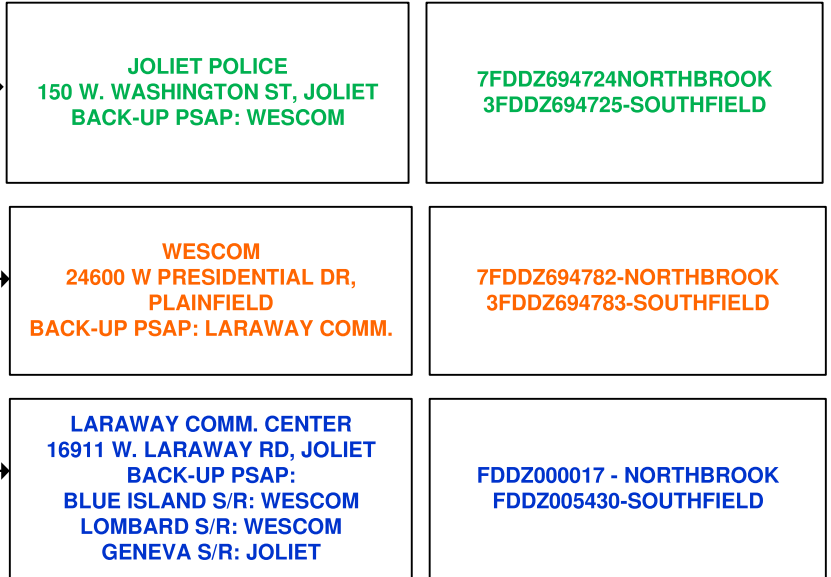 JOLIET POLICE
150 W. WASHINGTON ST, JOLIET
BACK-UP PSAP: WESCOM
7FDDZ694724NORTHBROOK
3FDDZ694725-SOUTHFIELD
WESCOM
24600 W PRESIDENTIAL DR,
PLAINFIELD
BACK-UP PSAP: LARAWAY COMM.
7FDDZ694782-NORTHBROOK
3FDDZ694783-SOUTHFIELD
LARAWAY COMM. CENTER
16911 W. LARAWAY RD, JOLIET
BACK-UP PSAP:
BLUE ISLAND S/R: WESCOM
LOMBARD S/R: WESCOM
GENEVA S/R: JOLIET
FDDZ000017 - NORTHBROOK
FDDZ005430-SOUTHFIELD